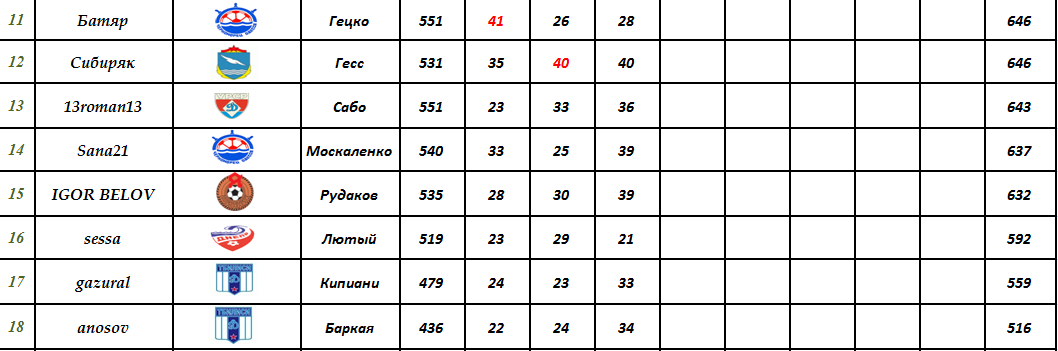 11 Батяр Гецко 551 41 26 28 646
12 Сибиряк Гесс 531 35 40 40 646
13 13roman13 Сабо 551 23 33 36 643
14 Sana21 Москаленко 540 33 25 39 637
15 IGOR BELOV Рудаков 535 28 30 39 632
16 sessa Лютый 519 23 29 21 592
17 gazural Кипиани 479 24 23 33 559
18 anosov Баркая 436 22 24 34 516